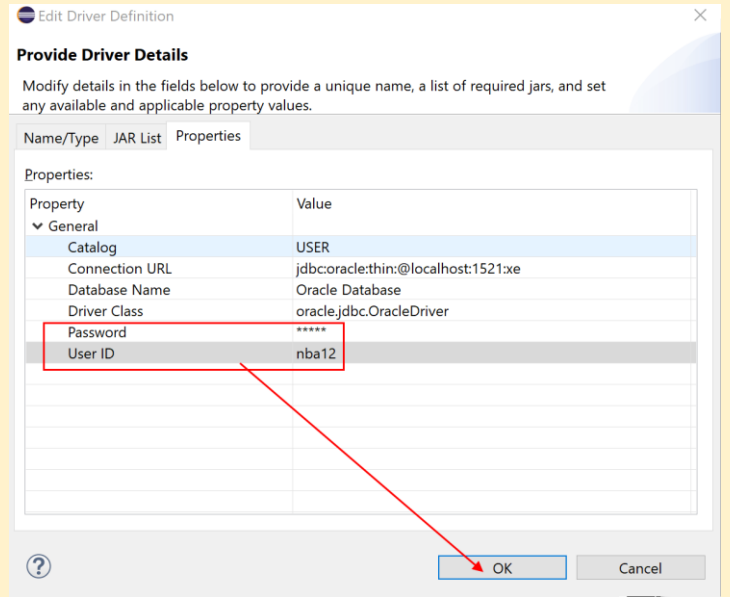 Edit Driver Definition
Provide Driver Details
Modify details in the fields below to provide a unique name, a list of required jars, and set
any available and applicable property values.
Name/Type JAR List Properties
Properties:
Property Value
General
Catalog USER
Connection URL jdbc:oracle:thin:@localhost:1521:xe
Database Name Oracle Database
Driver Class oracle.jdbc.OracleDriver
Password *****
User ID nba12
? OK Cancel